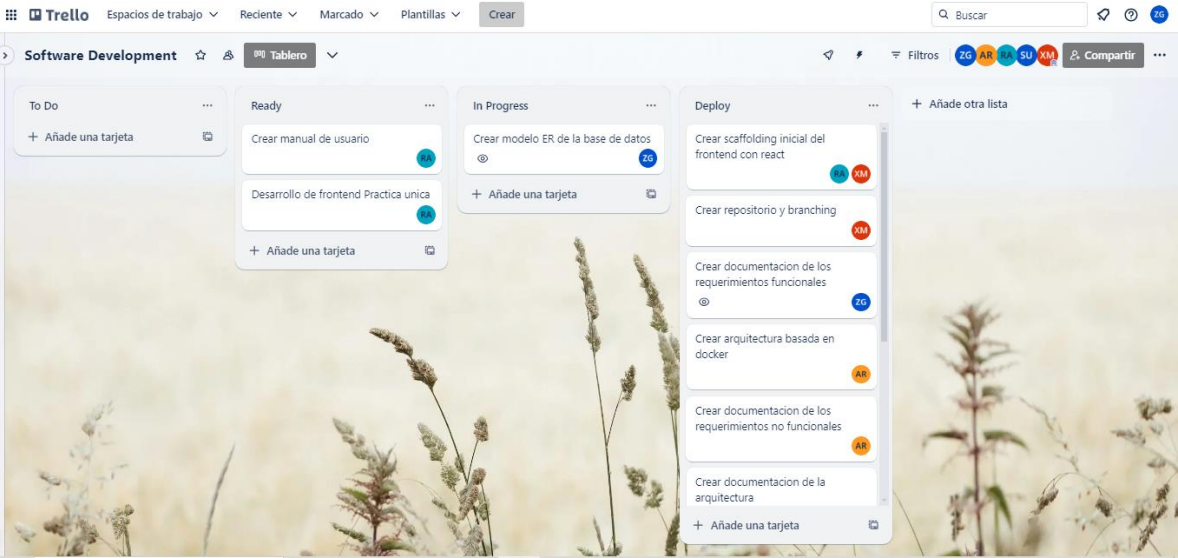 Trello
Espacios de trabajo
Reciente
Marcado
Plantillas
Crear
Buscar
ZG
Software Development
Tablero
Filtros
ZG AR RA SU XM
Compartir
To Do
Añade una tarjeta
Ready
Crear manual de usuario
RA
Desarrollo de frontend Practica unica
RA
Añade una tarjeta
In Progress
Crear modelo ER de la base de datos
ZG
Añade una tarjeta
Deploy
Crear scaffolding inicial del
frontend con react
RA XM
Crear repositorio y branching
XM
Crear documentacion de los
requerimientos funcionales
ZG
Crear arquitectura basada en
docker
AR
Crear documentacion de los
requerimientos no funcionales
AR
Crear documentacion de la
arquitectura
Añade una tarjeta
Añade otra lista